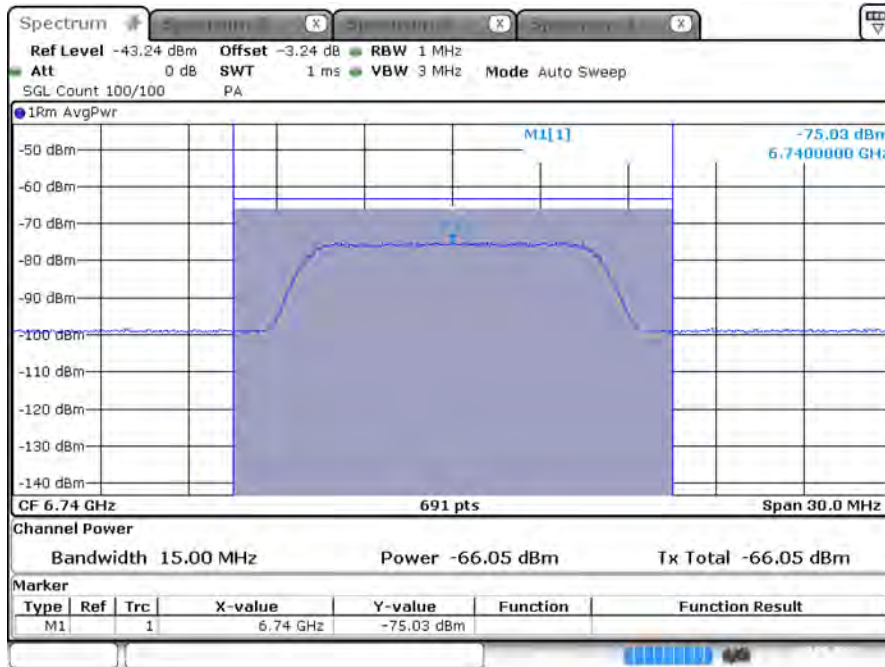 Spectrum
Ref Level -43.24 dBm Offset -3.24 dB RBW 1 MHz
Att 0 dB SWT 1 ms VBW 3 MHz Mode Auto Sweep
SGL Count 100/100 PA
1Rm AvgPwr
M1[1] -75.03 dBm
6.7400000 GHz
-50 dBm
-60 dBm
-70 dBm
-80 dBm
-90 dBm
-100 dBm
-110 dBm
-120 dBm
-130 dBm
-140 dBm
CF 6.74 GHz 691 pts Span 30.0 MHz
Channel Power
Bandwidth 15.00 MHz Power -66.05 dBm Tx Total -66.05 dBm
Marker
Type Ref Trc X-value Y-value Function Function Result
M1 1 6.74 GHz -75.03 dBm